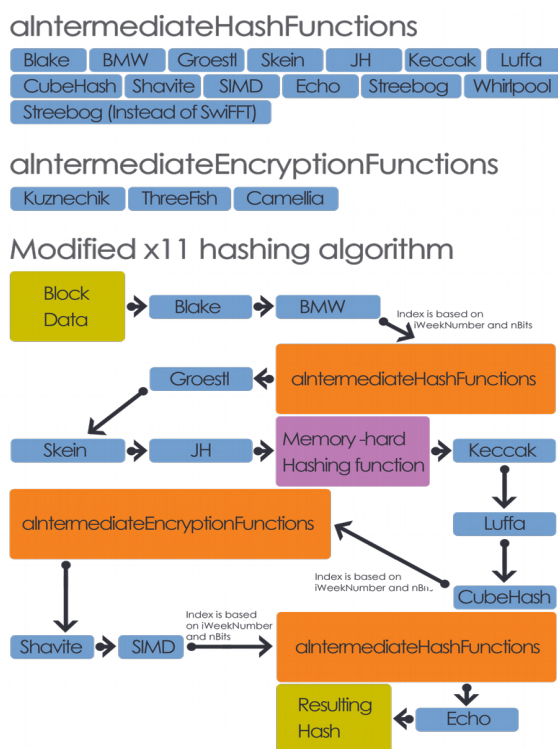 aIntermediateHashFunctions
Blake BMW Groestl Skein JH Keccak Luffa
CubeHash Shavite SIMD Echo Streebog Whirlpool
Streebog (Instead of SwiFFT)
aIntermediateEncryptionFunctions
Kuznechik ThreeFish Camellia
Modified x11 hashing algorithm
Block
Data
Blake
BMW
Index is based on
iWeekNumber and nBits
aIntermediateHashFunctions
Groestl
Skein
JH
Memory-hard
Hashing function
Keccak
Luffa
CubeHash
Index is based on
iWeekNumber and nBits
aIntermediateEncryptionFunctions
Shavite
SIMD
Index is based
on iWeekNumber
and nBits
aIntermediateHashFunctions
Echo
Resulting
Hash